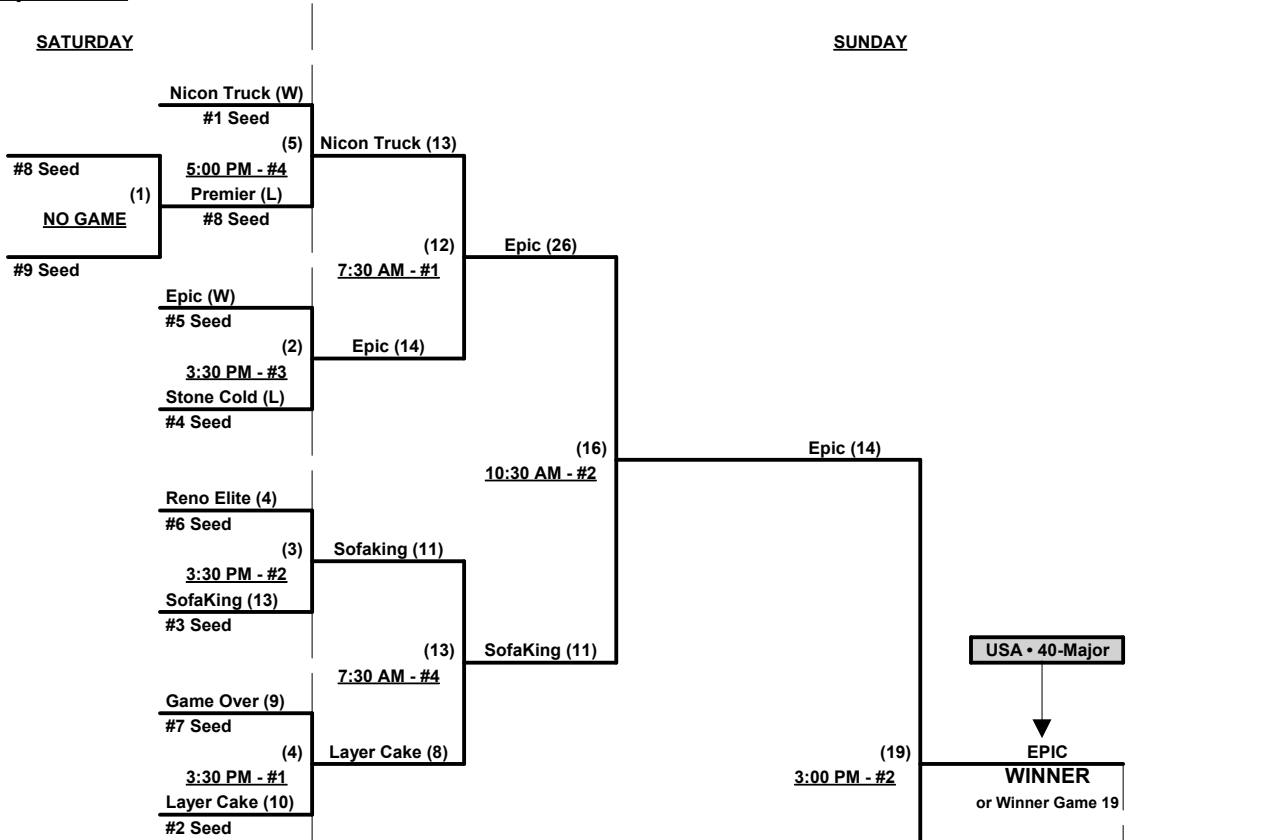 SATURDAY
SUNDAY
Nicon Truck (W)
#1 Seed
(5)
Nicon Truck (13)
#8 Seed
5:00 PM - #4
(1)
Premier (L)
NO GAME
#8 Seed
(12)
Epic (26)
#9 Seed
7:30 AM - #1
Epic (W)
#5 Seed
(2)
Epic (14)
3:30 PM - #3
Stone Cold (L)
#4 Seed
(16)
Epic (14)
10:30 AM - #2
Reno Elite (4)
#6 Seed
(3)
Sofaking (11)
3:30 PM - #2
SofaKing (13)
#3 Seed
(13)
SofaKing (11)
USA • 40-Major
7:30 AM - #4
Game Over (9)
#7 Seed
(4)
Layer Cake (8)
(19)
EPIC
3:30 PM - #1
3:00 PM - #2
WINNER
Layer Cake (10)
or Winner Game 19
#2 Seed